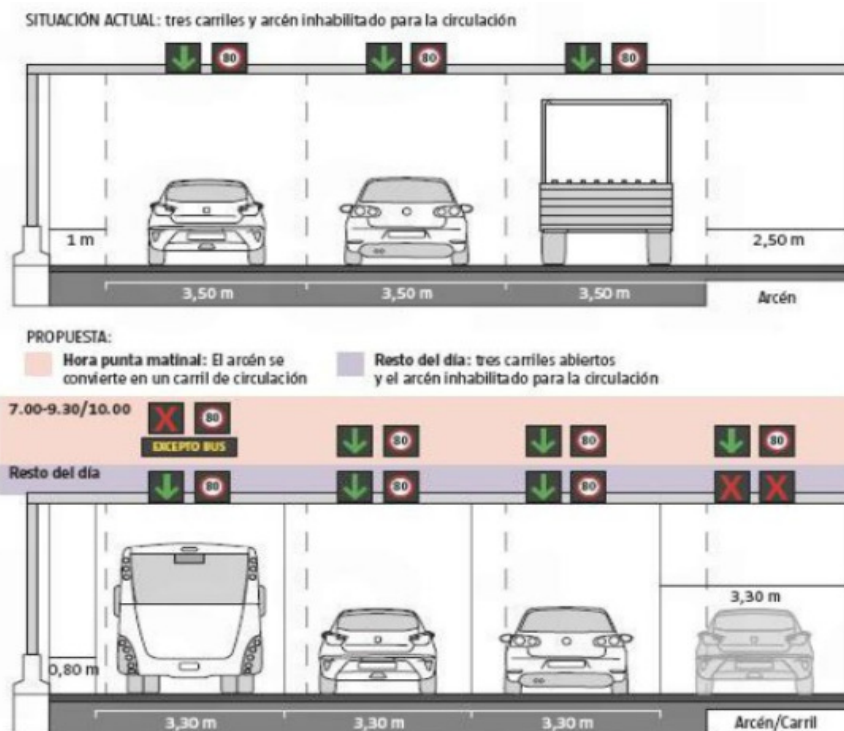 SITUACIÓN ACTUAL: tres carriles y arcén inhabilitado para la circulación
80 80 80
1 m
2,50 m
3,50 m 3,50 m 3,50 m
Arcén
PROPUESTA:
Hora punta matinal: El arcén se
convierte en un carril de circulación
Resto del día: tres carriles abiertos
y el arcén inhabilitado para la circulación
7.00-9.30/10.00
X 80
EXCEPTO BUS
80 80 80
Resto del día
80 80 80 X X
3,30 m
0,80 m
3,30 m 3,30 m 3,30 m
Arcén/Carril